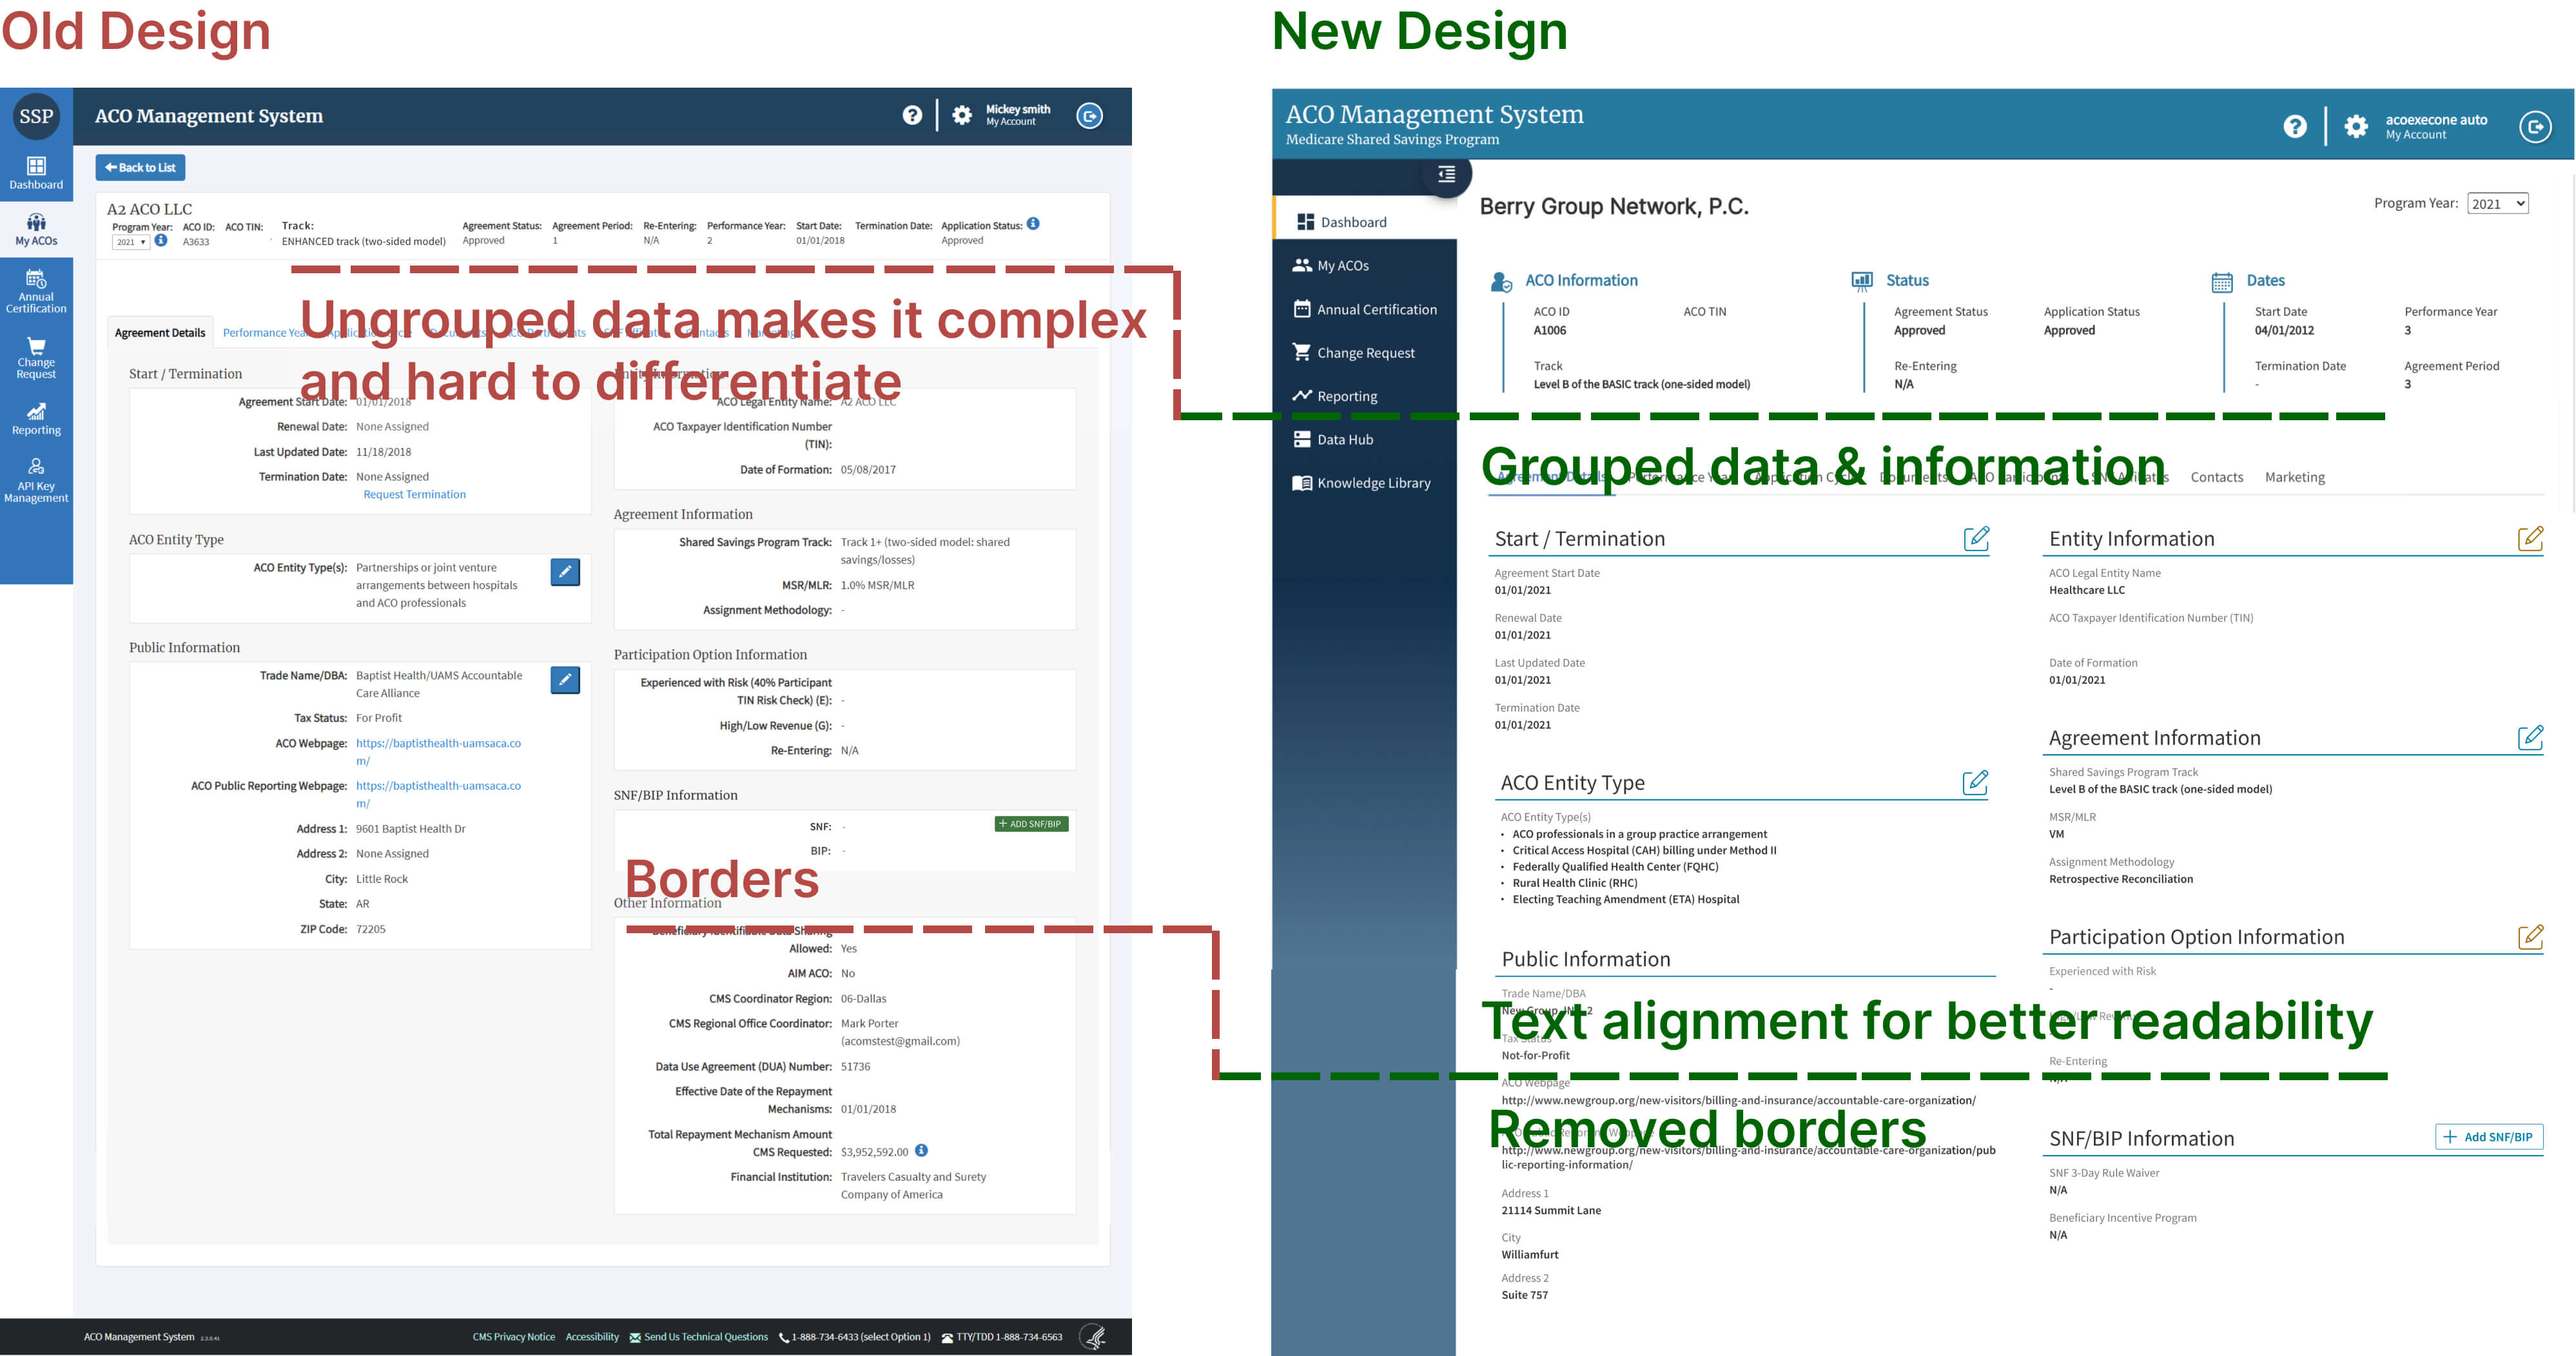 Old Design
New Design
SSP
ACO Management System
Mickey smith
My Account
Dashboard
My ACOs
Annual
Certification
Change
Request
Reporting
API Key
Management
Back to List
A2 ACO LLC
Program Year: ACO ID: ACO TIN: Track: Agreement Status: Agreement Period: Re-Entering: Performance Year: Start Date: Termination Date: Application Status:
2021 A3633 ENHANCED track (two-sided model) Approved 1 N/A 2 01/01/2018 Approved
Ungrouped data makes it complex
and hard to differentiate
Agreement Details
Start / Termination
Agreement Start Date: 01/01/2018
Renewal Date: None Assigned
Last Updated Date: 11/18/2018
Termination Date: None Assigned
Request Termination
ACO Entity Type
ACO Entity Type(s): Partnerships or joint venture
arrangements between hospitals
and ACO professionals
Public Information
Trade Name/DBA: Baptist Health/UAMS Accountable
Care Alliance
Tax Status: For Profit
ACO Webpage: https://baptisthealth-uamsaca.co
m/
ACO Public Reporting Webpage: https://baptisthealth-uamsaca.co
m/
Address 1: 9601 Baptist Health Dr
Address 2: None Assigned
City: Little Rock
State: AR
ZIP Code: 72205
ACO Legal Entity Name: A2 ACO LLC
ACO Taxpayer Identification Number
(TIN):
Date of Formation: 05/08/2017
Agreement Information
Shared Savings Program Track: Track 1+ (two-sided model: shared
savings/losses)
MSR/MLR: 1.0% MSR/MLR
Assignment Methodology: -
Participation Option Information
Experienced with Risk (40% Participant
TIN Risk Check) (E): -
High/Low Revenue (G): -
Re-Entering: N/A
SNF/BIP Information
SNF: -
+ ADD SNF/BIP
BIP: -
Borders
Other Information
Allowed: Yes
AIM ACO: No
CMS Coordinator Region: 06-Dallas
CMS Regional Office Coordinator: Mark Porter
(acomstest@gmail.com)
Data Use Agreement (DUA) Number: 51736
Effective Date of the Repayment
Mechanisms: 01/01/2018
Total Repayment Mechanism Amount
CMS Requested: $3,952,592.00
Financial Institution: Travelers Casualty and Surety
Company of America
ACO Management System
CMS Privacy Notice Accessibility Send Us Technical Questions 1-888-734-6433 (select Option 1) TTY/TDD 1-888-734-6563
ACO Management System
Medicare Shared Savings Program
acoexecone auto
My Account
Dashboard
My ACOs
Annual Certification
Change Request
Reporting
Data Hub
Knowledge Library
Berry Group Network, P.C.
Program Year: 2021
ACO Information
ACO ID ACO TIN
A1006
Track
Level B of the BASIC track (one-sided model)
Status
Agreement Status Application Status
Approved Approved
Re-Entering
N/A
Dates
Start Date Performance Year
04/01/2012 3
Termination Date Agreement Period
- 3
Grouped data & information
Contacts Marketing
Start / Termination
Agreement Start Date
01/01/2021
Renewal Date
01/01/2021
Last Updated Date
01/01/2021
Termination Date
01/01/2021
ACO Entity Type
ACO Entity Type(s)
• ACO professionals in a group practice arrangement
• Critical Access Hospital (CAH) billing under Method II
• Federally Qualified Health Center (FQHC)
• Rural Health Clinic (RHC)
• Electing Teaching Amendment (ETA) Hospital
Public Information
Trade Name/DBA
Text alignment for better readability
Tax Status
Not-for-Profit
ACO Webpage
http://www.newgroup.org/new-visitors/billing-and-insurance/accountable-care-organization/
Removed borders
http://www.newgroup.org/new-visitors/billing-and-insurance/accountable-care-organization/pub
lic-reporting-information/
Address 1
21114 Summit Lane
City
Williamfurt
Address 2
Suite 757
Entity Information
ACO Legal Entity Name
Healthcare LLC
ACO Taxpayer Identification Number (TIN)
Date of Formation
01/01/2021
Agreement Information
Shared Savings Program Track
Level B of the BASIC track (one-sided model)
MSR/MLR
VM
Assignment Methodology
Retrospective Reconciliation
Participation Option Information
Experienced with Risk
-
Re-Entering
SNF/BIP Information
+ Add SNF/BIP
SNF 3-Day Rule Waiver
N/A
Beneficiary Incentive Program
N/A